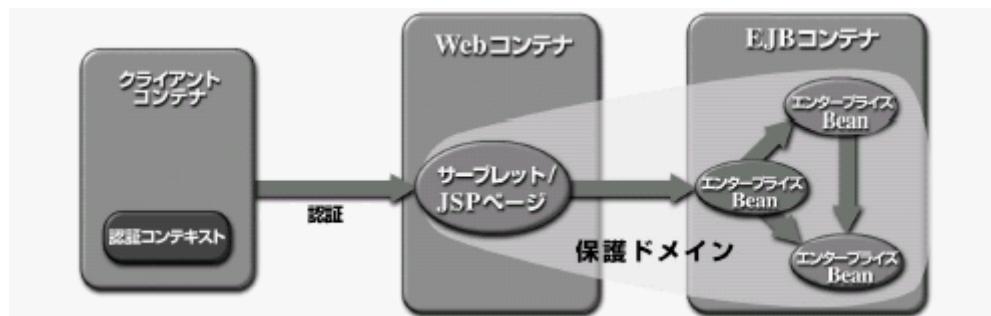 クライアント
コンテナ
認証コンテキスト
認証
Webコンテナ
サーブレット/
JSPページ
保護ドメイン
EJBコンテナ
エンタープライズ
Bean
エンタープライズ
Bean
エンタープライズ
Bean